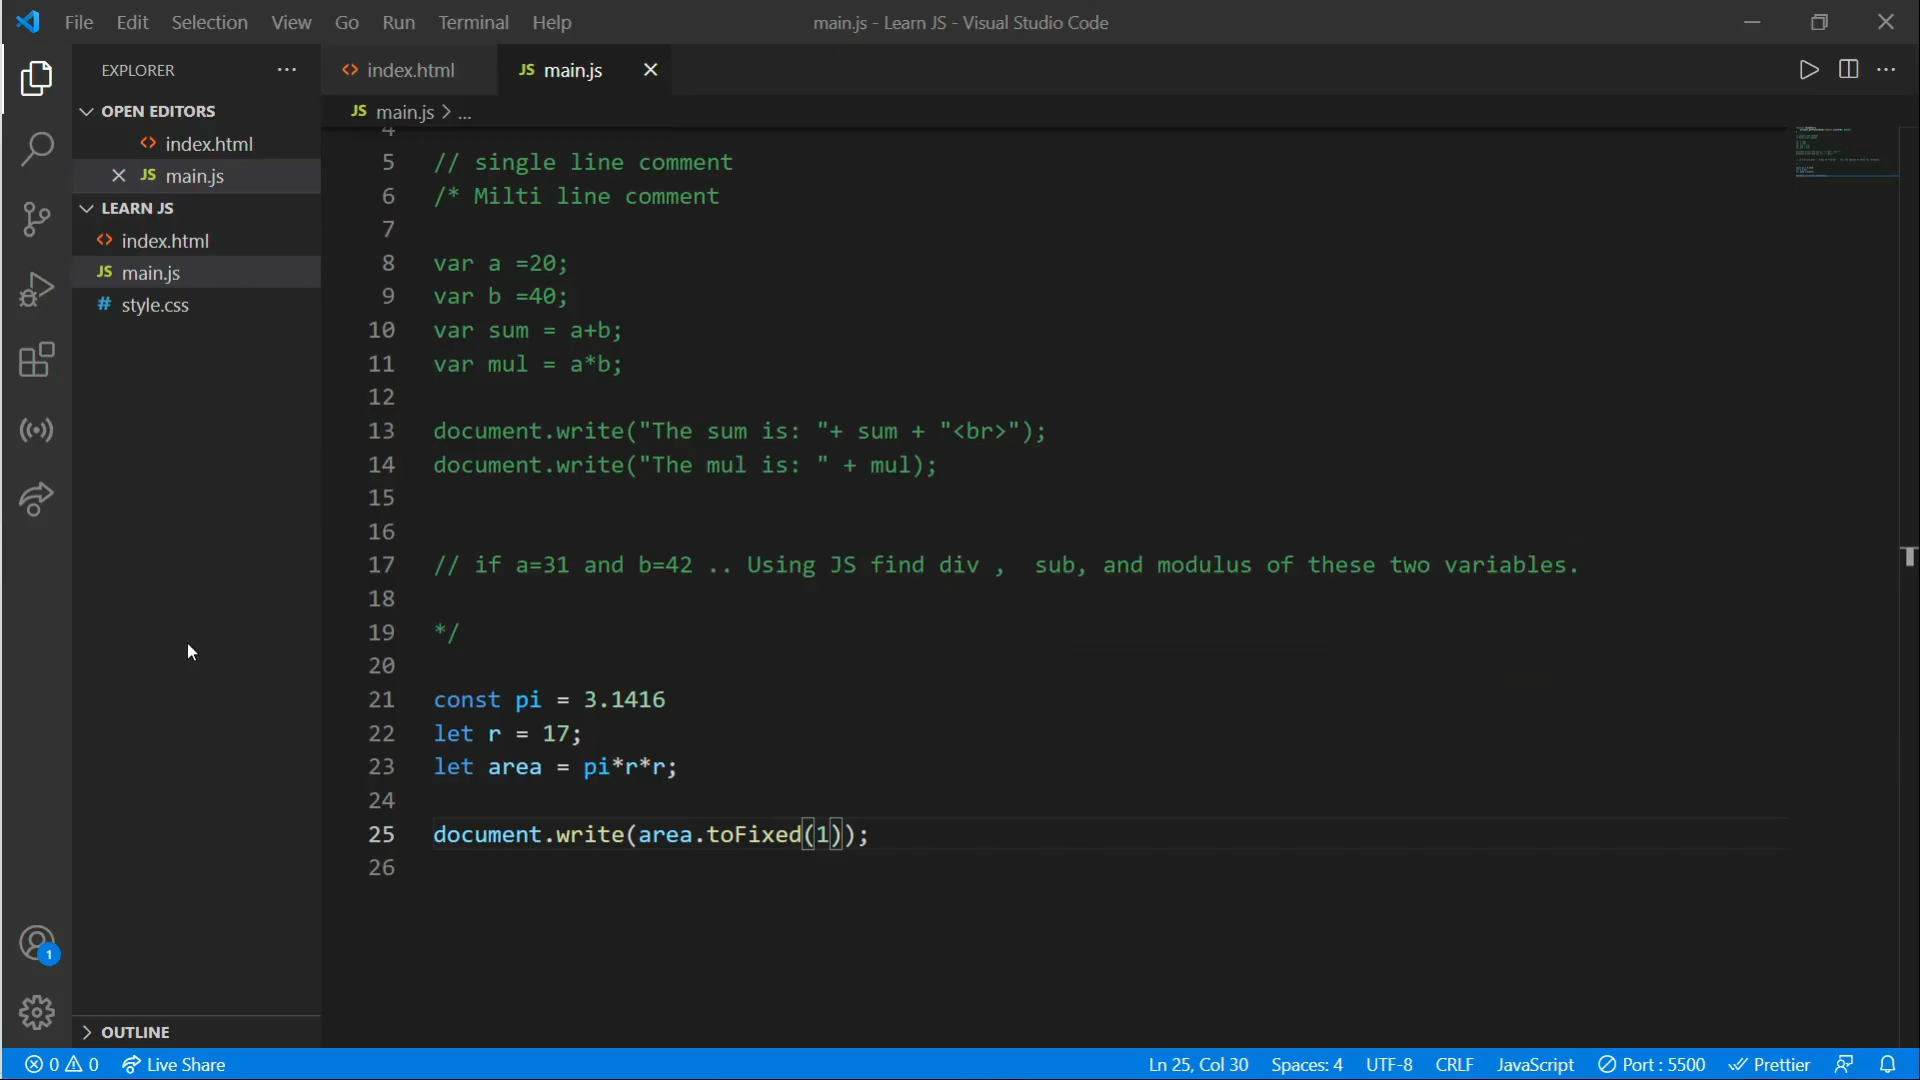 File Edit Selection View Go Run Terminal Help
main.js - Learn JS - Visual Studio Code
EXPLORER
OPEN EDITORS
<> index.html
JS main.js
LEARN JS
<> index.html
JS main.js
# style.css
OUTLINE
<> index.html
JS main.js
JS main.js > ...
4
5 // single line comment
6 /* Milti line comment
7
8 var a =20;
9 var b =40;
10 var sum = a+b;
11 var mul = a*b;
12
13 document.write("The sum is: "+ sum + "<br>");
14 document.write("The mul is: " + mul);
15
16
17 // if a=31 and b=42 .. Using JS find div ,  sub, and modulus of these two variables.
18
19 */
20
21 const pi = 3.1416
22 let r = 17;
23 let area = pi*r*r;
24
25 document.write(area.toFixed(1));
26
1
0 0 Live Share
Ln 25, Col 30 Spaces: 4 UTF-8 CRLF JavaScript Port : 5500 Prettier